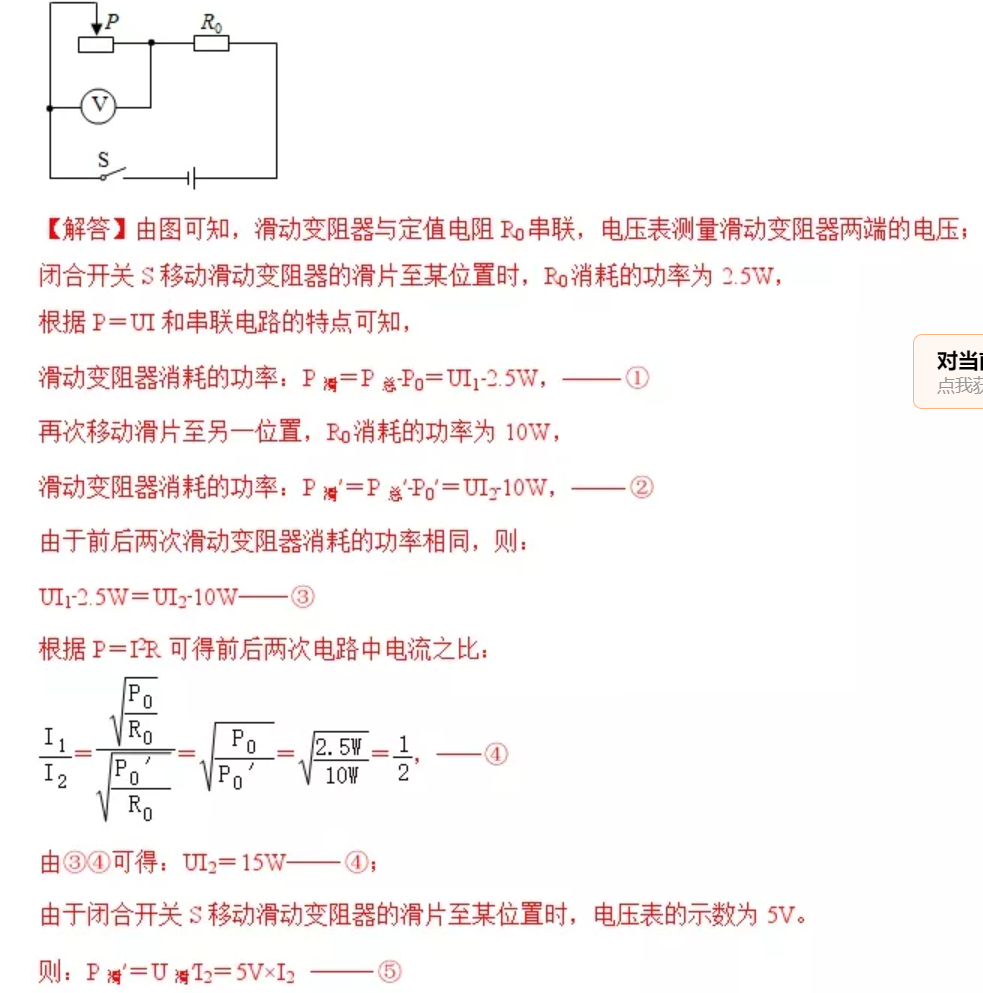 P
R₀
V
S
【解答】由图可知，滑动变阻器与定值电阻 R₀串联，电压表测量滑动变阻器两端的电压；
闭合开关 S 移动滑动变阻器的滑片至某位置时，R₀消耗的功率为 2.5W，
根据 P＝UI 和串联电路的特点可知，
对当
滑动变阻器消耗的功率：P滑＝P总-P₀＝UI₁-2.5W，——①
点我
再次移动滑片至另一位置，R₀消耗的功率为 10W，
滑动变阻器消耗的功率：P滑′＝P总′-P₀′＝UI₂-10W，——②
由于前后两次滑动变阻器消耗的功率相同，则：
UI₁-2.5W＝UI₂-10W——③
根据 P＝I²R 可得前后两次电路中电流之比：
I₁/I₂＝√(P₀/R₀)/√(P₀′/R₀)＝√(P₀/P₀′)＝√(2.5W/10W)＝1/2，——④
由③④可得：UI₂＝15W——④；
由于闭合开关 S 移动滑动变阻器的滑片至某位置时，电压表的示数为 5V。
则：P滑′＝U滑′I₂＝5V×I₂ ——⑤